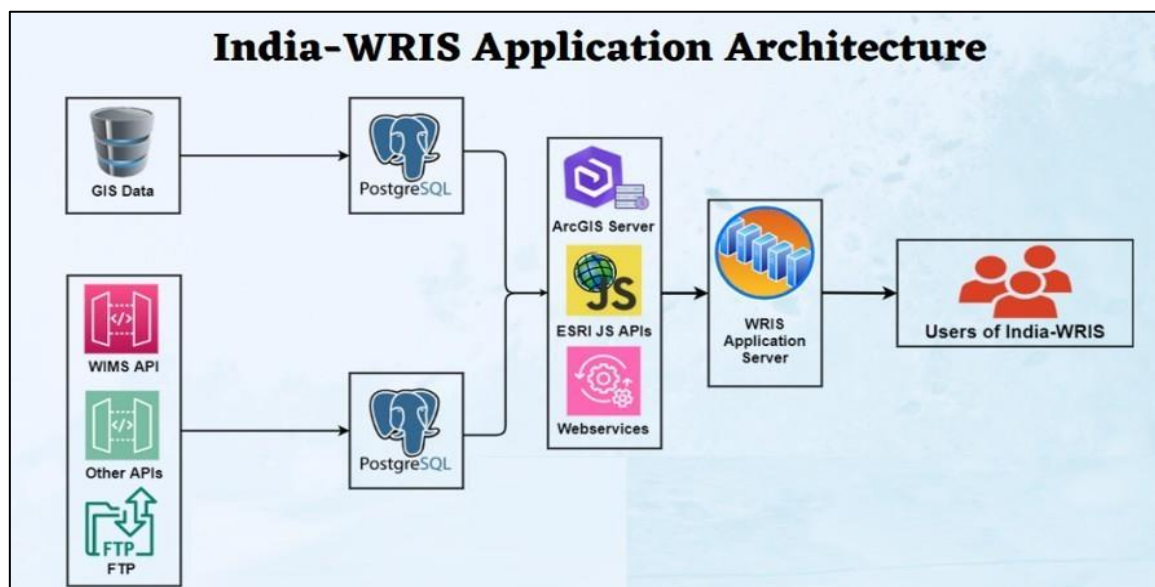 India-WRIS Application Architecture
GIS Data
PostgreSQL
WIMS API
Other APIs
FTP
FTP
PostgreSQL
ArcGIS Server
JS
ESRI JS APIs
Webservices
WRIS
Application
Server
Users of India-WRIS